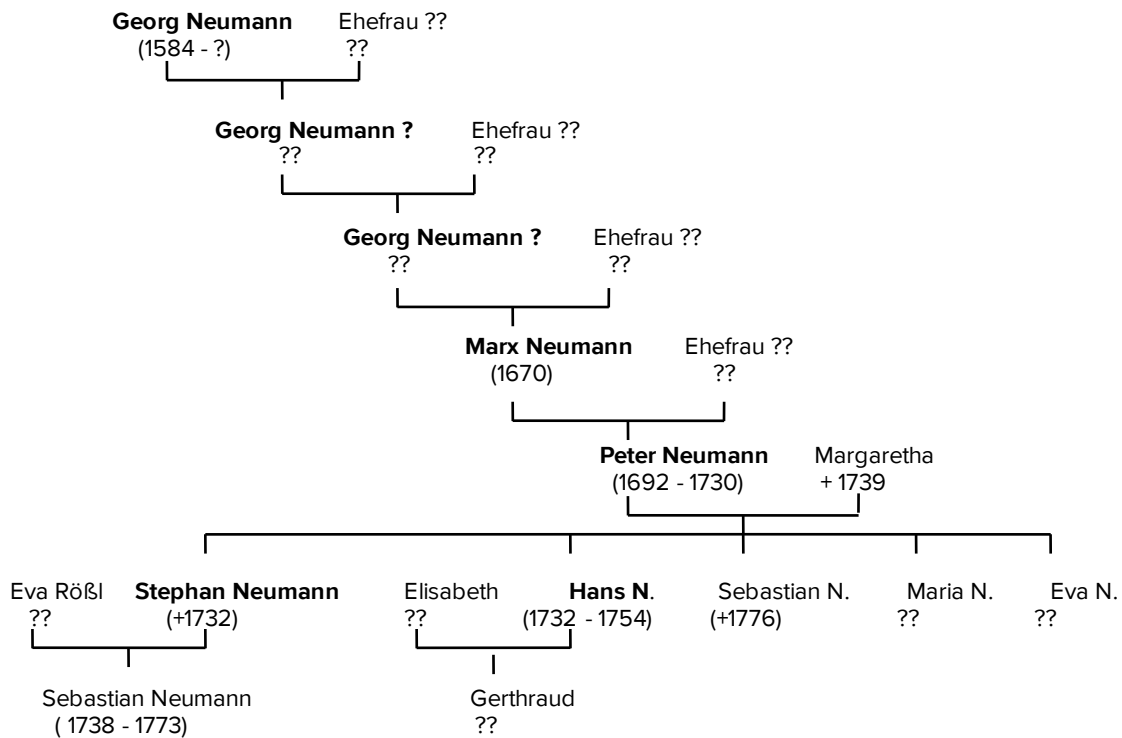 Georg Neumann Ehefrau ??
(1584 - ?) ??
Georg Neumann ? Ehefrau ??
?? ??
Georg Neumann ? Ehefrau ??
?? ??
Marx Neumann Ehefrau ??
(1670) ??
Peter Neumann Margaretha
(1692 - 1730) + 1739
Eva Rößl Stephan Neumann Elisabeth Hans N. Sebastian N. Maria N. Eva N.
?? (+1732) ?? (1732 - 1754) (+1776) ?? ??
Sebastian Neumann Gerthraud
( 1738 - 1773) ??